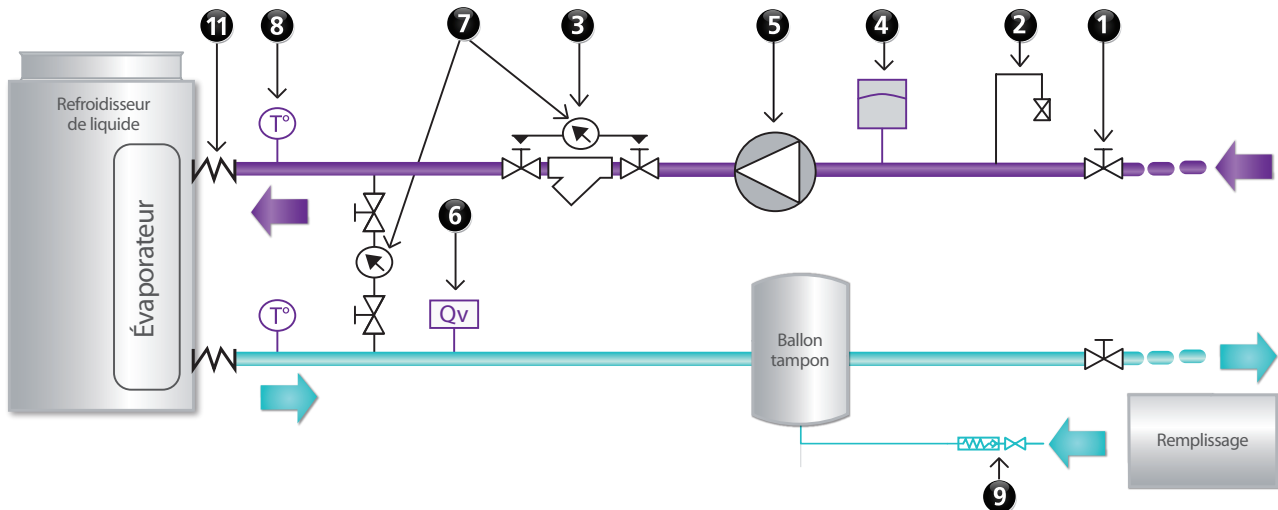 11
8
7
3
5
4
2
1
Refroidisseur
de liquide
T°
Évaporateur
6
T°
Qv
Ballon
tampon
Remplissage
9